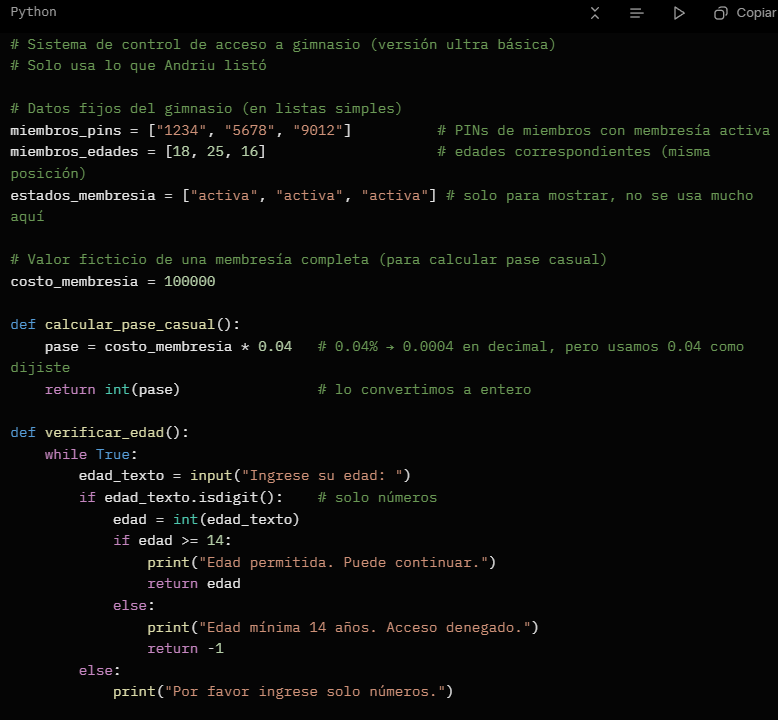 Python
Copiar
# Sistema de control de acceso a gimnasio (versión ultra básica)
# Solo usa lo que Andriu listó
# Datos fijos del gimnasio (en listas simples)
miembros_pins = ["1234", "5678", "9012"]          # PINs de miembros con membresía activa
miembros_edades = [18, 25, 16]                    # edades correspondientes (misma
posición)
estados_membresia = ["activa", "activa", "activa"] # solo para mostrar, no se usa mucho
aquí
# Valor ficticio de una membresía completa (para calcular pase casual)
costo_membresia = 100000
def calcular_pase_casual():
    pase = costo_membresia * 0.04   # 0.04% → 0.0004 en decimal, pero usamos 0.04 como
dijiste
    return int(pase)                # lo convertimos a entero
def verificar_edad():
    while True:
        edad_texto = input("Ingrese su edad: ")
        if edad_texto.isdigit():    # solo números
            edad = int(edad_texto)
            if edad >= 14:
                print("Edad permitida. Puede continuar.")
                return edad
            else:
                print("Edad mínima 14 años. Acceso denegado.")
                return -1
        else:
            print("Por favor ingrese solo números.")